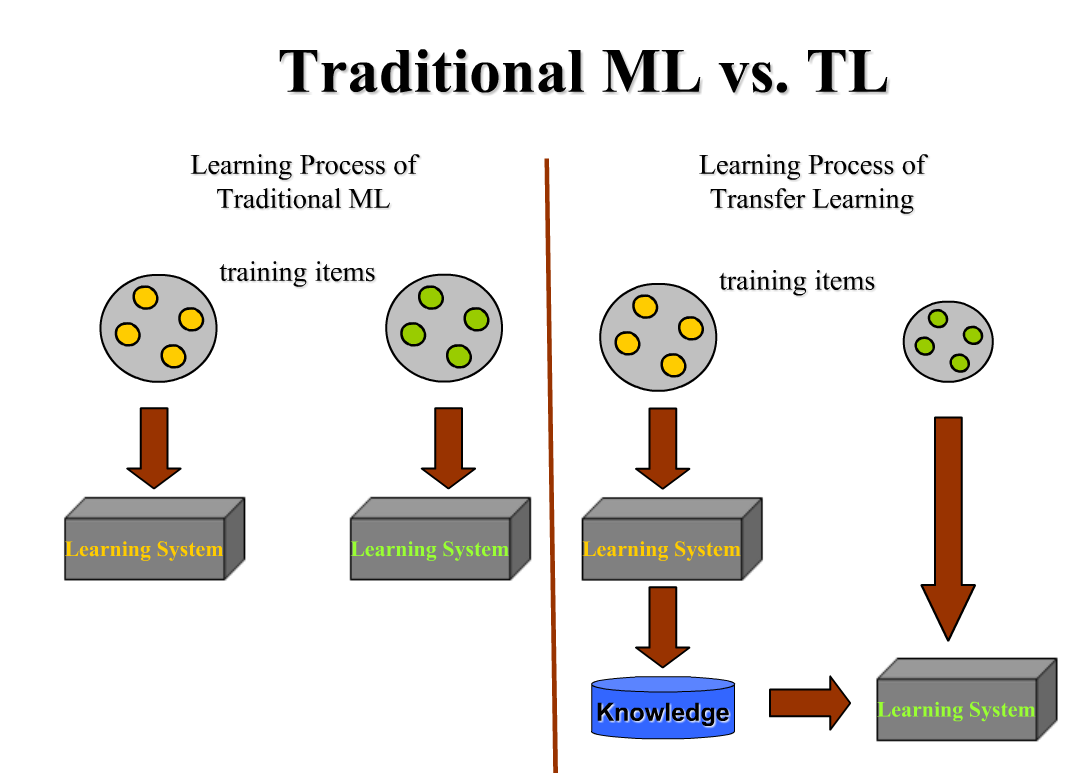 Traditional ML vs. TL
Learning Process of
Traditional ML
training items
Learning System
Learning System
Learning Process of
Transfer Learning
training items
Learning System
Knowledge
Learning System